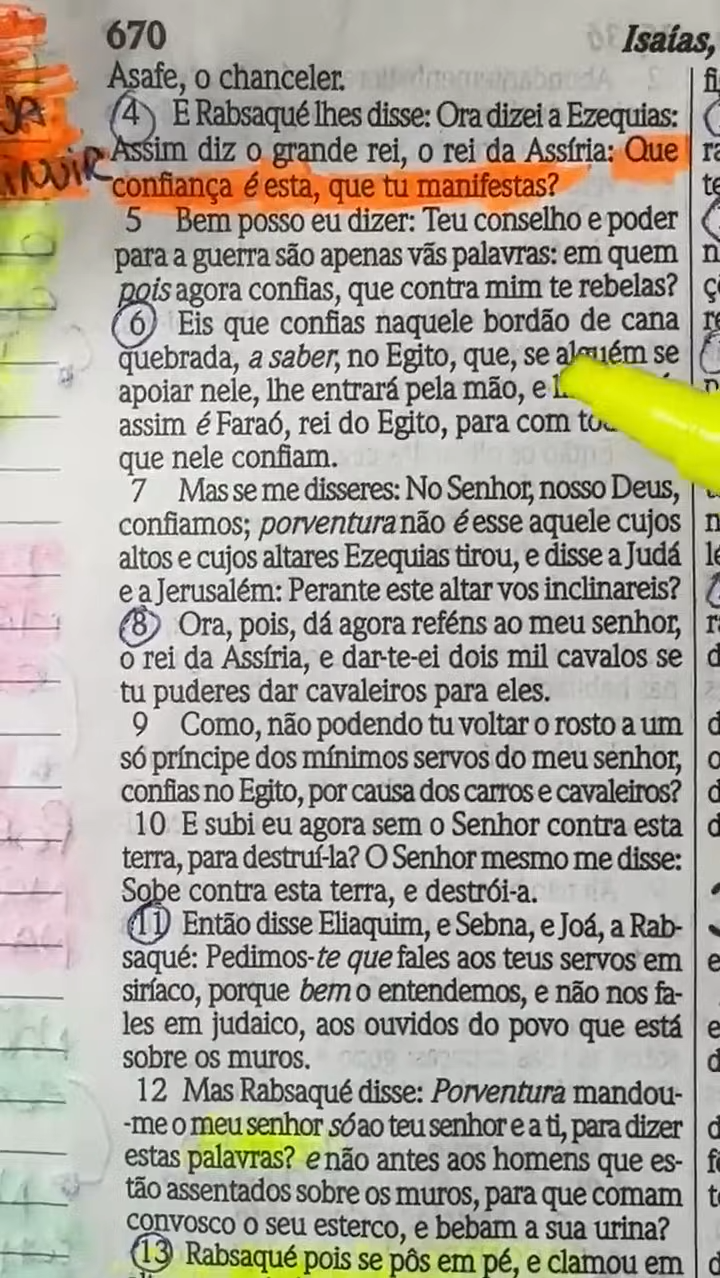 670
Isaías,
Asafe, o chanceler.
4 E Rabsaqué lhes disse: Ora dizei a Ezequias:
Assim diz o grande rei, o rei da Assíria: Que
confiança é esta, que tu manifestas?
5 Bem posso eu dizer: Teu conselho e poder
para a guerra são apenas vãs palavras: em quem
pois agora confias, que contra mim te rebelas?
6 Eis que confias naquele bordão de cana
quebrada, a saber, no Egito, que, se alguém se
apoiar nele, lhe entrará pela mão, e
assim é Faraó, rei do Egito, para com
que nele confiam.
7 Mas se me disseres: No Senhor, nosso Deus,
confiamos; porventura não é esse aquele cujos
altos e cujos altares Ezequias tirou, e disse a Judá
e a Jerusalém: Perante este altar vos inclinareis?
8 Ora, pois, dá agora reféns ao meu senhor,
o rei da Assíria, e dar-te-ei dois mil cavalos se
tu puderes dar cavaleiros para eles.
9 Como, não podendo tu voltar o rosto a um
só príncipe dos mínimos servos do meu senhor,
confias no Egito, por causa dos carros e cavaleiros?
10 E subi eu agora sem o Senhor contra esta
terra, para destruí-la? O Senhor mesmo me disse:
Sobe contra esta terra, e destrói-a.
11 Então disse Eliaquim, e Sebna, e Joá, a Rab-
saqué: Pedimos-te que fales aos teus servos em
siríaco, porque bem o entendemos, e não nos fa-
les em judaico, aos ouvidos do povo que está
sobre os muros.
12 Mas Rabsaqué disse: Porventura mandou-
-me o meu senhor só ao teu senhor e a ti, para dizer
estas palavras? e não antes aos homens que es-
tão assentados sobre os muros, para que comam
convosco o seu esterco, e bebam a sua urina?
13 Rabsaqué pois se pôs em pé, e clamou em